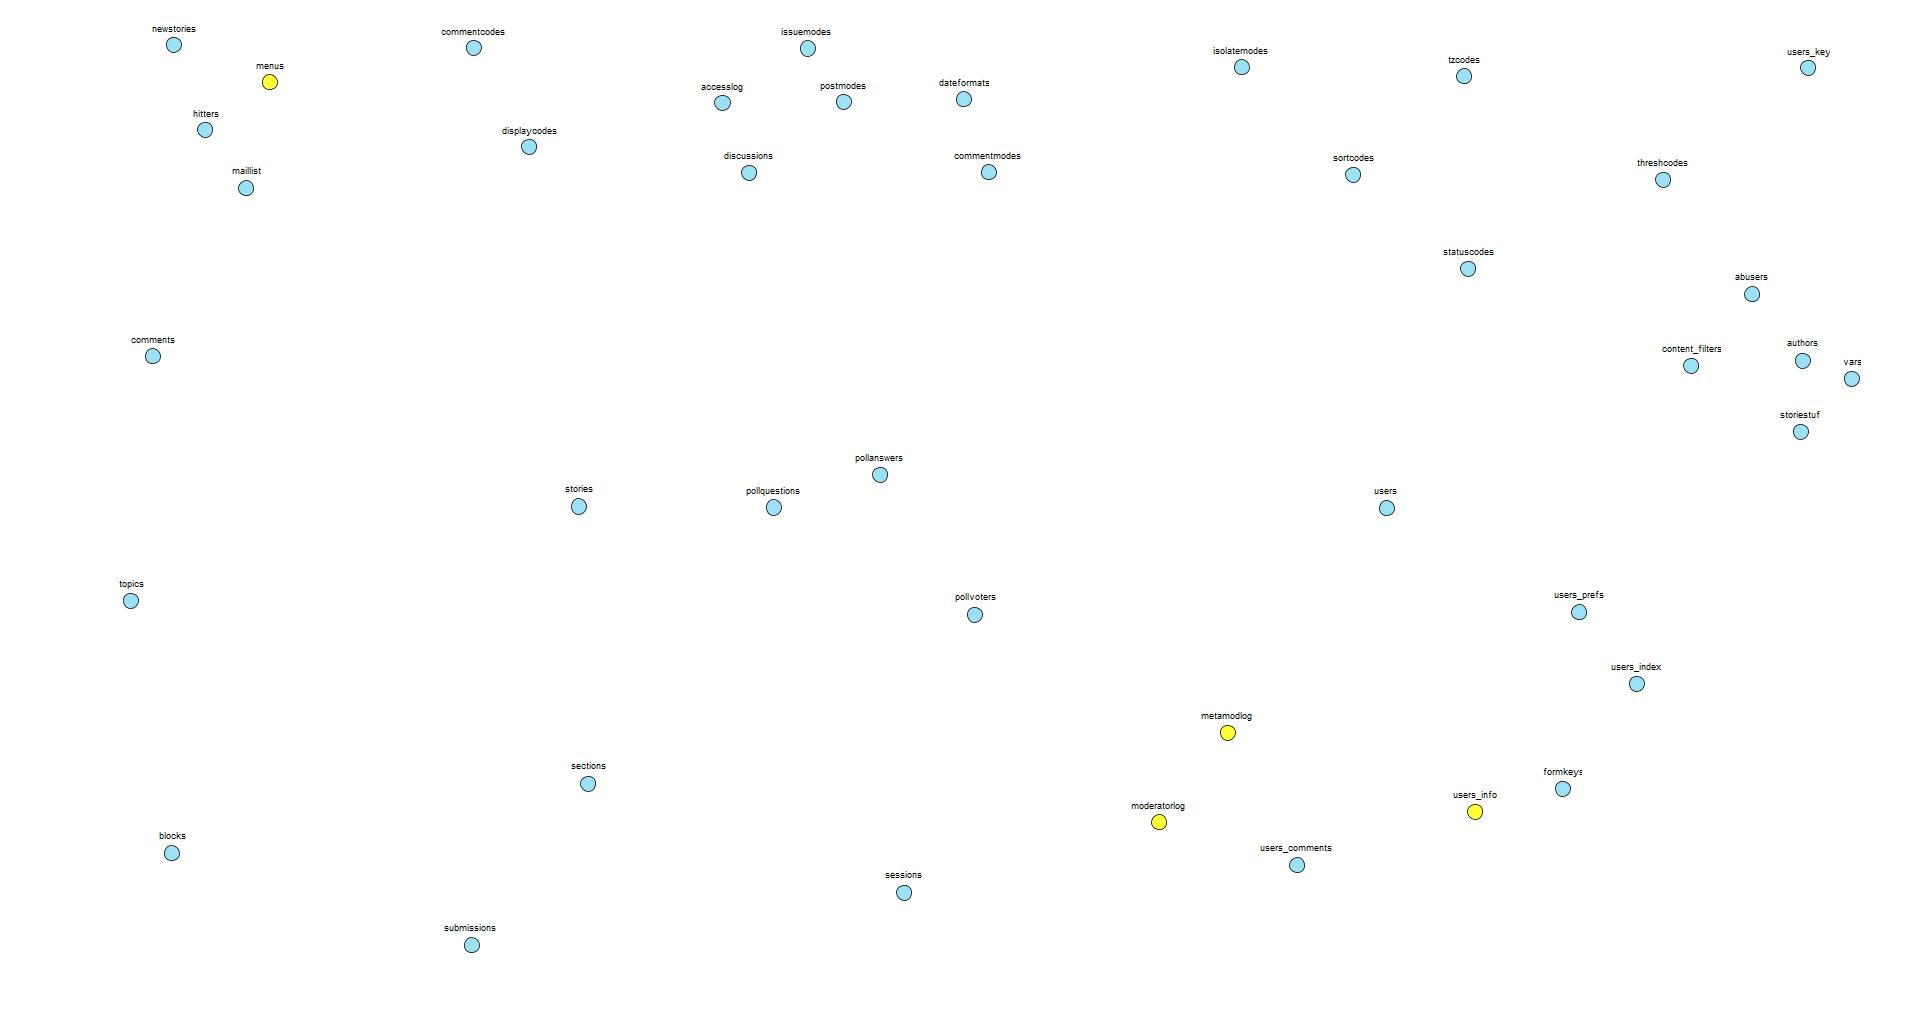 newstories
commentcodes
issuemodes
isolatemodes
users_key
tzcodes
menus
dateformats
accesslog
postmodes
hitters
displaycodes
discussions
commentmodes
sortcodes
threshcodes
maillist
statuscodes
abusers
comments
authors
content_filters
vars
storiestuf
pollanswers
stories
pollquestions
users
topics
users_prefs
pollvoters
users_index
metamodlog
sections
formkeys
users_info
moderatorlog
blocks
users_comments
sessions
submissions